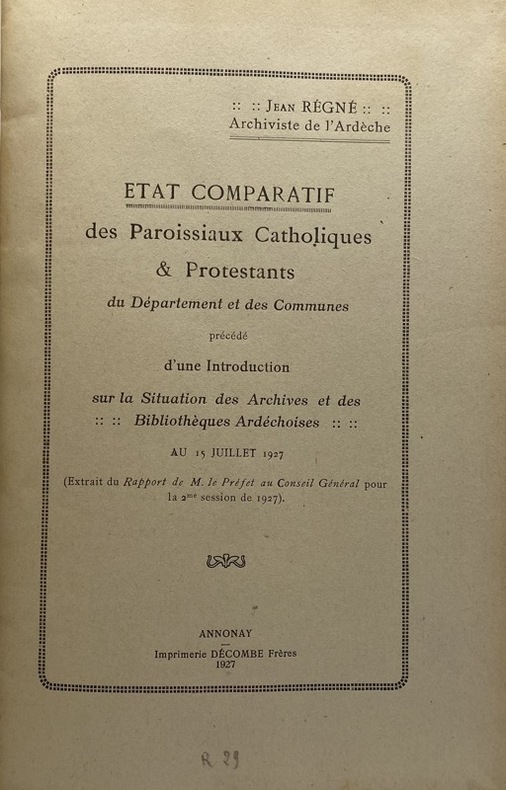 :: :: JEAN RÉGNÉ :: ::
Archiviste de l'Ardèche
ETAT COMPARATIF
des Paroissiaux Catholiques
& Protestants
du Département et des Communes
précédé
d'une Introduction
sur la Situation des Archives et des
:: :: Bibliothèques Ardéchoises :: ::
AU 15 JUILLET 1927
(Extrait du Rapport de M. le Préfet au Conseil Général pour
la 2me session de 1927).
ANNONAY
—
Imprimerie DÉCOMBE Frères
1927
R 29